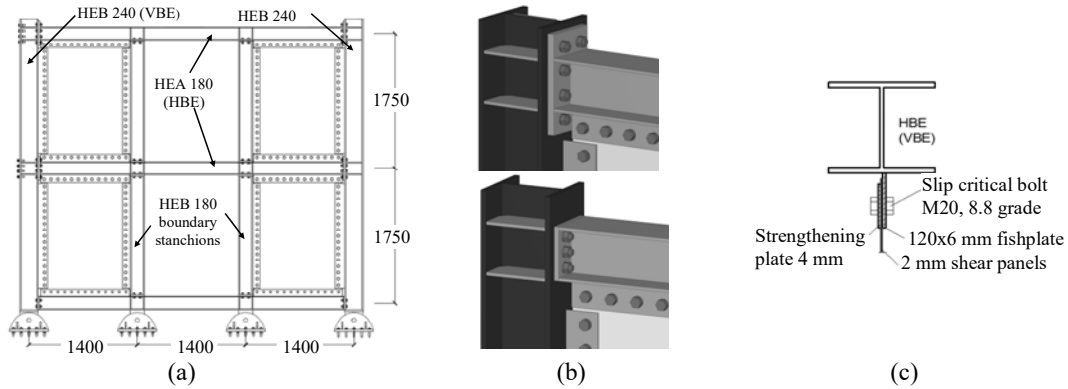 (a)
HEB 240 (VBE)
HEB 240
HEA 180
(HBE)
1750
HEB 180
boundary
stanchions
1750
1400
1400
1400
(b)
(c)
HBE
(VBE)
Slip critical bolt
M20, 8.8 grade
Strengthening
plate 4 mm
120x6 mm fishplate
2 mm shear panels